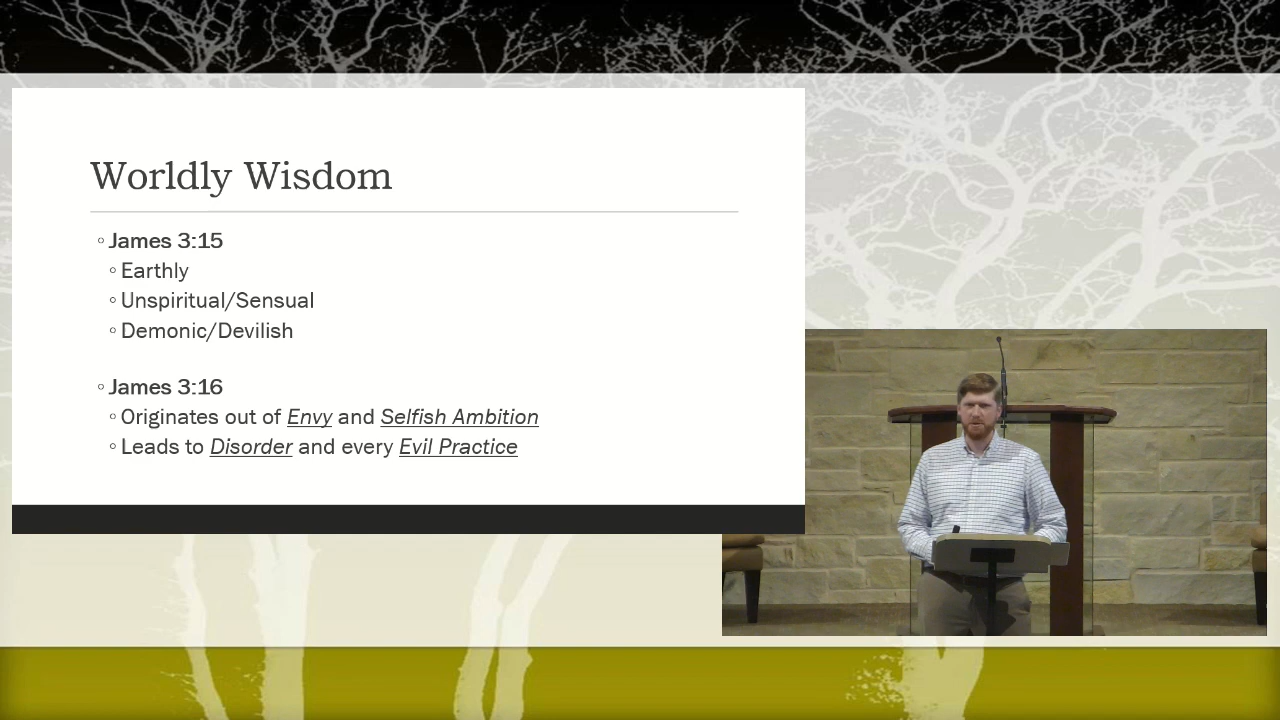 Worldly Wisdom
◦ James 3:15
◦ Earthly
◦ Unspiritual/Sensual
◦ Demonic/Devilish
◦ James 3:16
◦ Originates out of Envy and Selfish Ambition
◦ Leads to Disorder and every Evil Practice